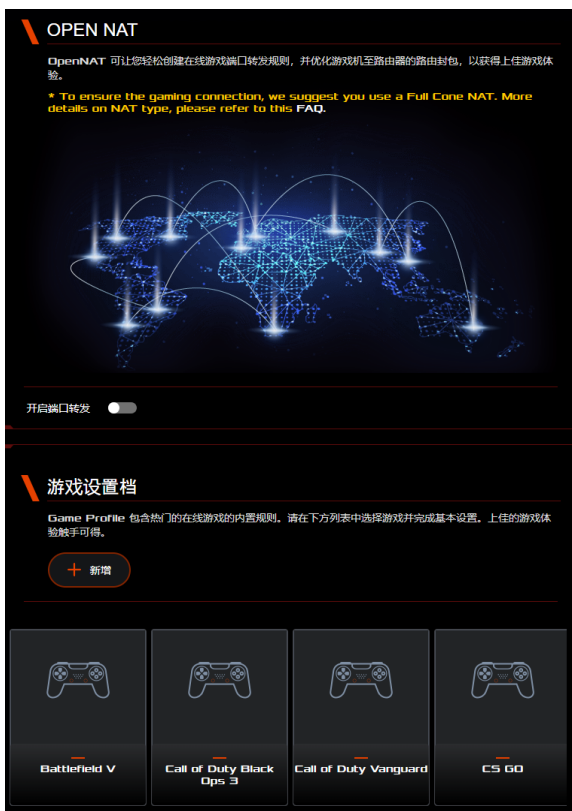 OPEN NAT
OpenNAT 可让您轻松创建在线游戏端口转发规则，并优化游戏机至路由器的路由封包，以获得上佳游戏体
验。
* To ensure the gaming connection, we suggest you use a Full Cone NAT. More
details on NAT type, please refer to this FAQ.
开启端口转发
游戏设置档
Game Profile 包含热门的在线游戏的内置规则。请在下方列表中选择游戏并完成基本设置。上佳的游戏体
验触手可得。
新增
Battlefield V
Call of Duty Black
Ops 3
Call of Duty Vanguard
CS GO